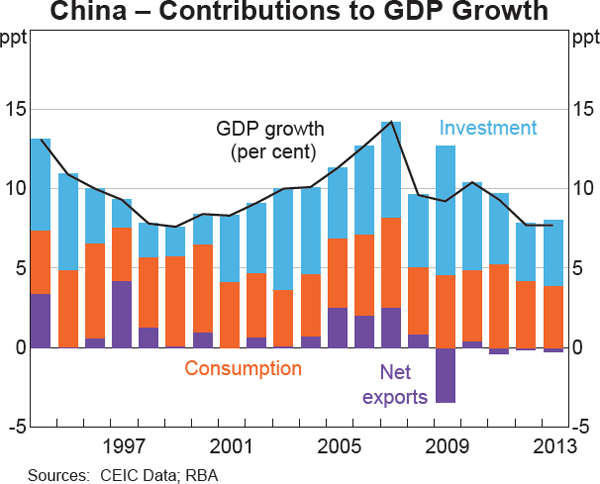 China – Contributions to GDP Growth
ppt
ppt
15
15
GDP growth
(per cent)
Investment
10
10
5
5
0
0
Consumption
Net
exports
-5
-5
1997
2001
2005
2009
2013
Sources: CEIC Data; RBA